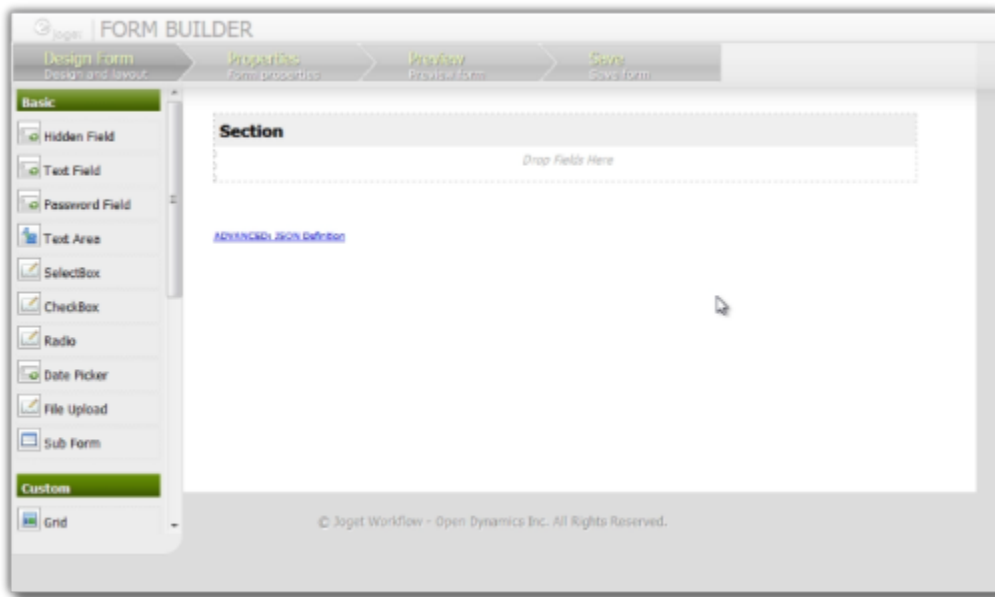 Joget | FORM BUILDER
Design Form
Design and layout
Properties
Form properties
Preview
Preview form
Save
Save form
Basic
Hidden Field
Text Field
Password Field
Text Area
SelectBox
CheckBox
Radio
Date Picker
File Upload
Sub Form
Custom
Grid
Section
Drop Fields Here
ADVANCED: JSON Definition
© Joget Workflow - Open Dynamics Inc. All Rights Reserved.